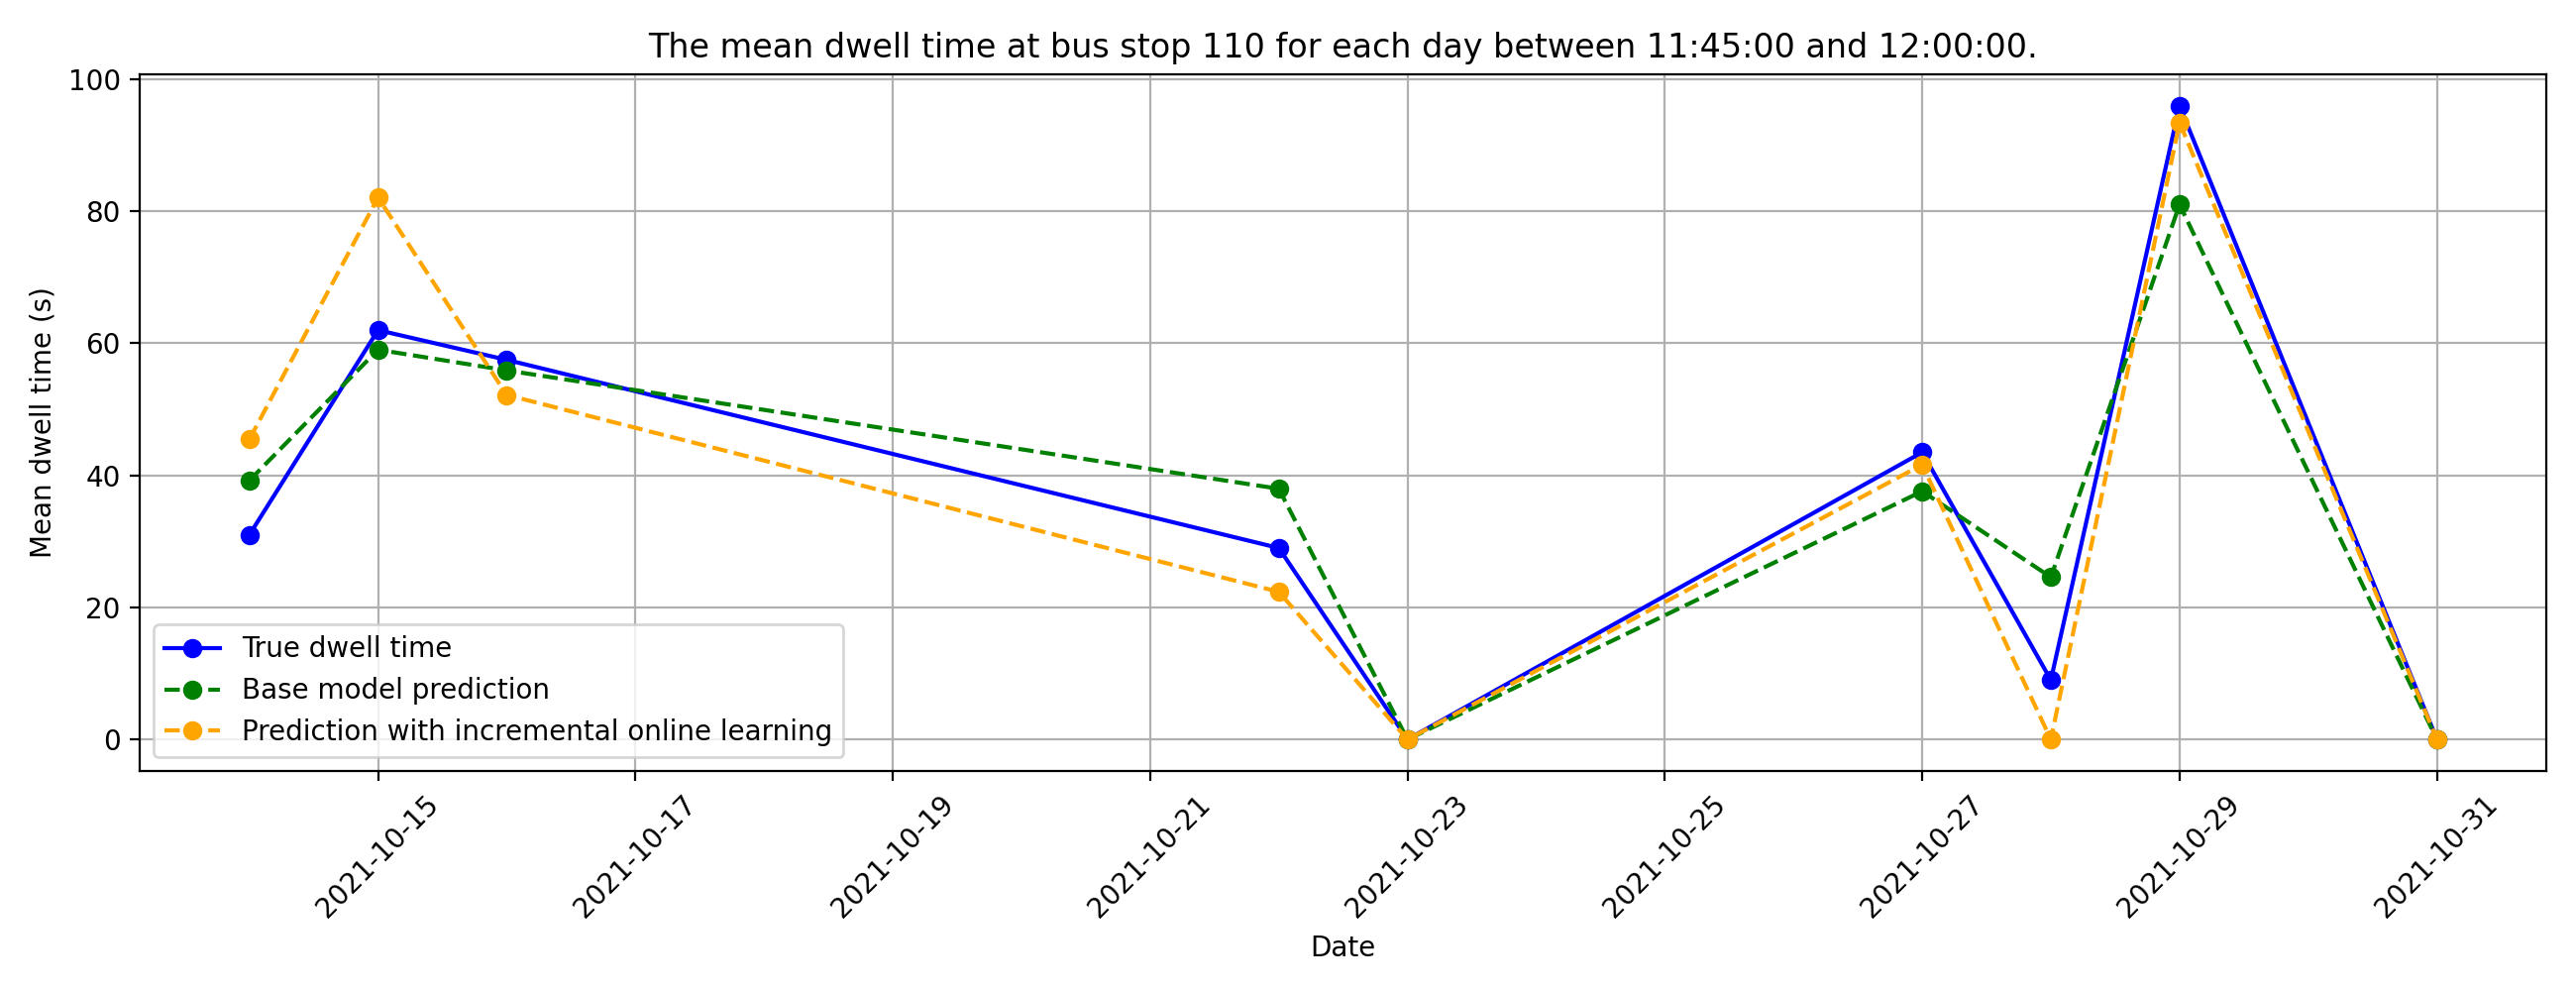 The mean dwell time at bus stop 110 for each day between 11:45:00 and 12:00:00.
100
80
60
40
20
0
Mean dwell time (s)
True dwell time
Base model prediction
Prediction with incremental online learning
2021-10-15
2021-10-17
2021-10-19
2021-10-21
2021-10-23
2021-10-25
2021-10-27
2021-10-29
2021-10-31
Date